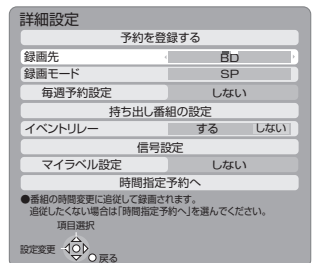 詳細設定
予約を登録する
録画先 BD
録画モード SP
毎週予約設定 しない
持ち出し番組の設定
イベントリレー する しない
信号設定
マイラベル設定 しない
時間指定予約へ
●番組の時間変更に追従して録画されます。
追従したくない場合は「時間指定予約へ」を選んでください。
項目選択
設定変更 戻る